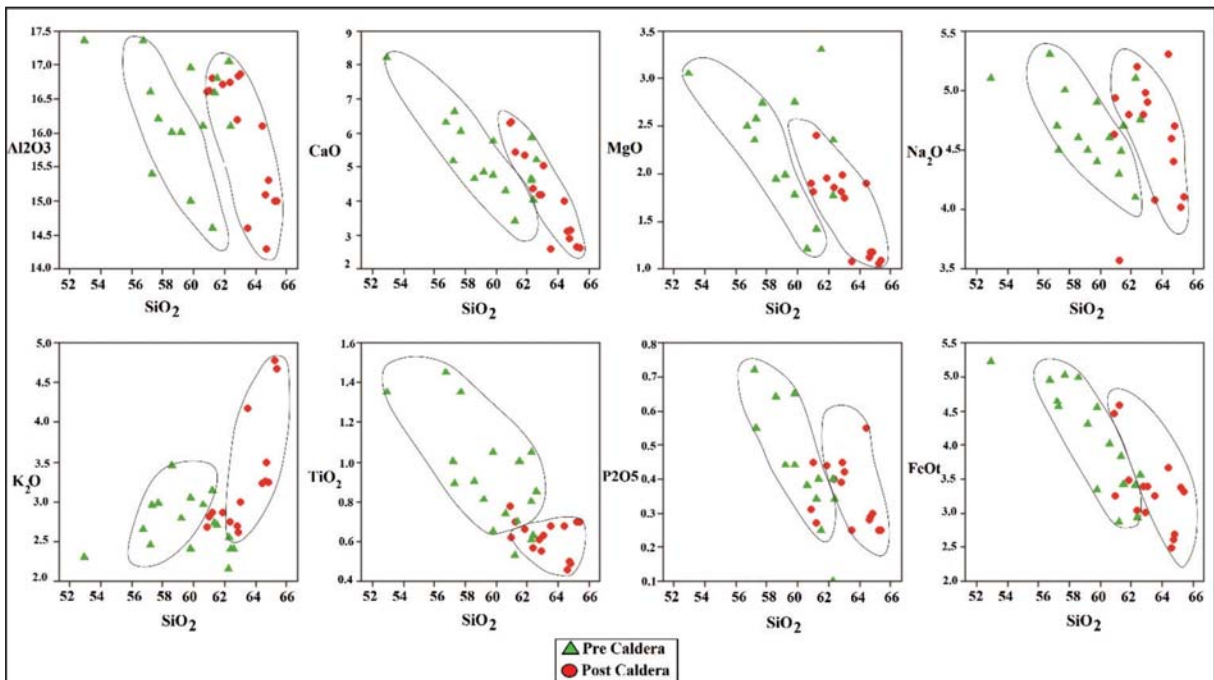 17.5
17.0
16.5
16.0
Al2O3
15.5
15.0
14.5
14.0
52 54 56 58 60 62 64 66
SiO2
9
8
7
6
CaO
5
4
3
2
52 54 56 58 60 62 64 66
SiO2
3.5
3.0
2.5
MgO
2.0
1.5
1.0
52 54 56 58 60 62 64 66
SiO2
5.5
5.0
Na2O
4.5
4.0
3.5
52 54 56 58 60 62 64 66
SiO2
5.0
4.5
4.0
3.5
K2O
3.0
2.5
2.0
52 54 56 58 60 62 64 66
SiO2
1.6
1.4
1.2
1.0
TiO2
0.8
0.6
0.4
52 54 56 58 60 62 64 66
SiO2
0.8
0.7
0.6
0.5
P2O5
0.4
0.3
0.2
0.1
52 54 56 58 60 62 64 66
SiO2
5.5
5.0
4.5
4.0
FeOt
3.5
3.0
2.5
2.0
52 54 56 58 60 62 64 66
SiO2
Pre Caldera
Post Caldera